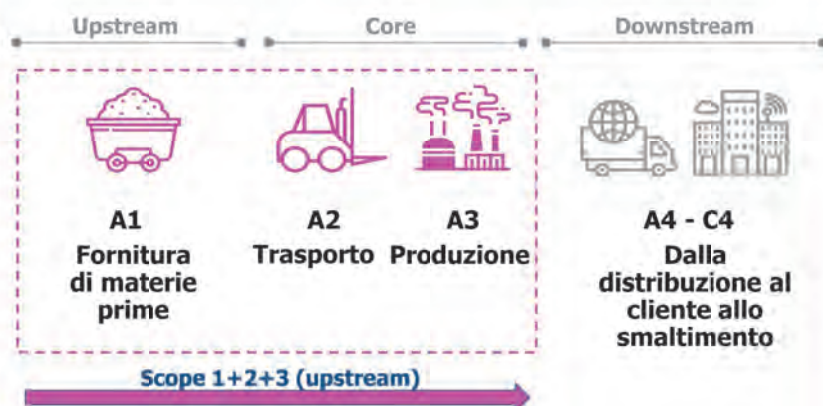 Upstream
Core
Downstream
A1
Fornitura
di materie
prime
A2
Trasporto
A3
Produzione
A4 - C4
Dalla
distribuzione al
cliente allo
smaltimento
Scope 1+2+3 (upstream)